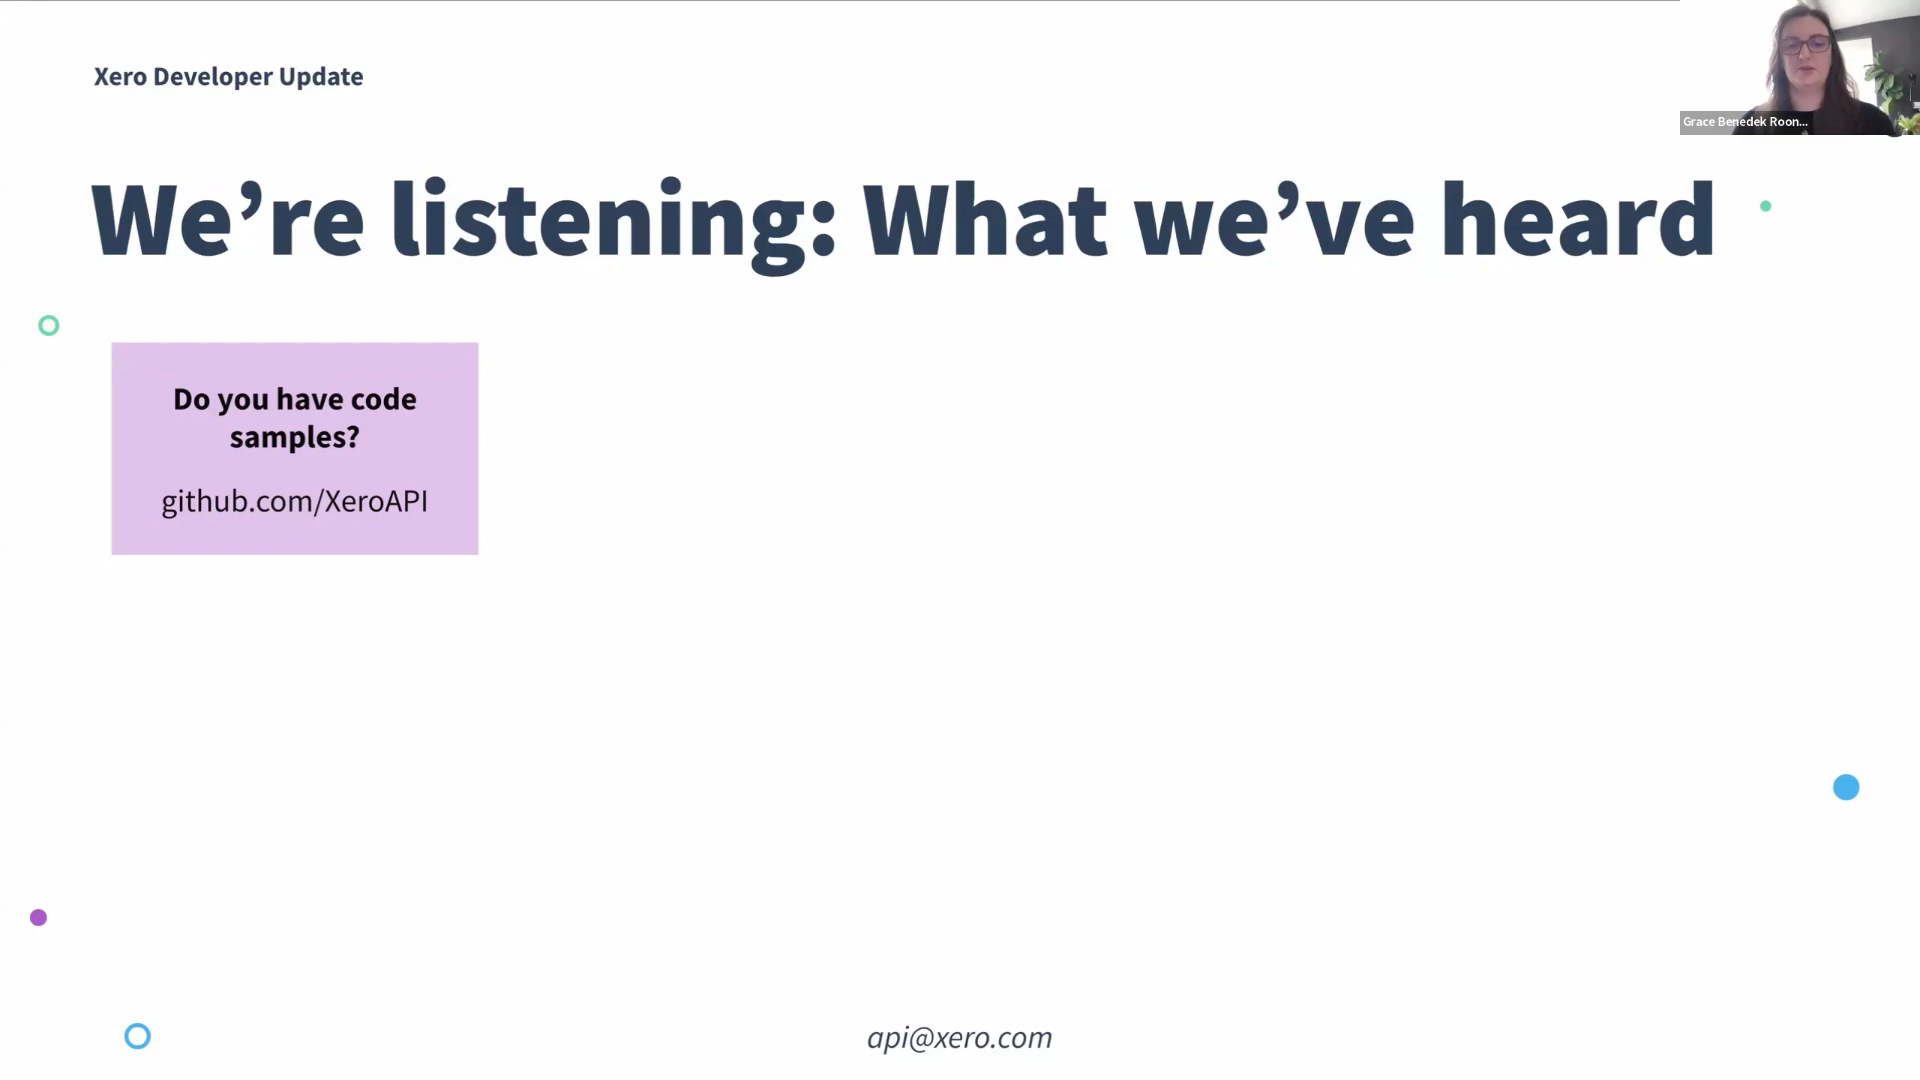 Xero Developer Update
Grace Benedek Roon...
We’re listening: What we’ve heard
Do you have code
samples?
github.com/XeroAPI
api@xero.com